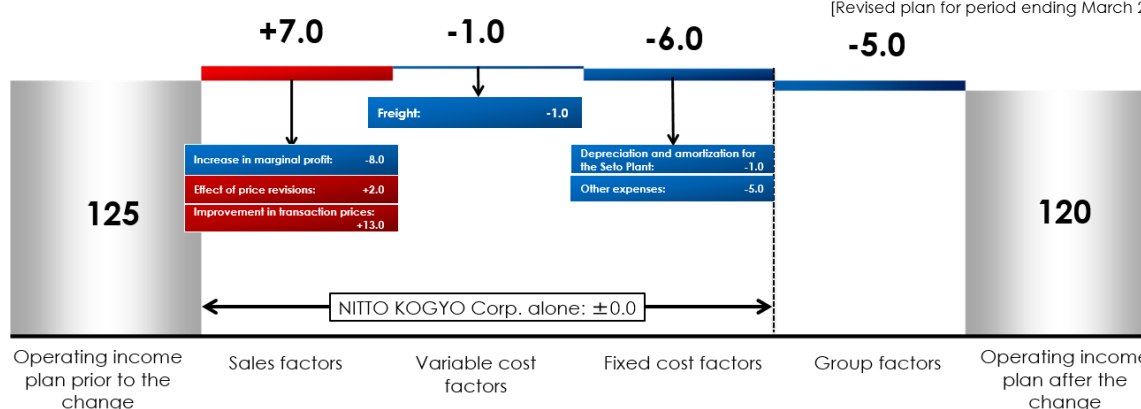 [Revised plan for period ending March 2
+7.0
-1.0
-6.0
-5.0
Freight: -1.0
Increase in marginal profit: -8.0
Effect of price revisions: +2.0
Improvement in transaction prices:
+13.0
Depreciation and amortization for
the Seto Plant: -1.0
Other expenses: -5.0
125
120
NITTO KOGYO Corp. alone: ±0.0
Operating income
plan prior to the
change
Sales factors
Variable cost
factors
Fixed cost factors
Group factors
Operating income
plan after the
change